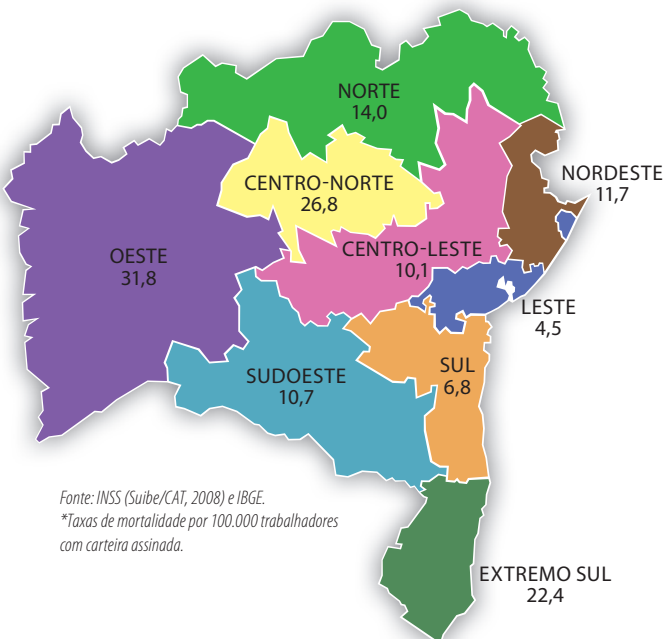 NORTE
14,0
NORDESTE
11,7
CENTRO-NORTE
26,8
OESTE
31,8
CENTRO-LESTE
10,1
LESTE
4,5
SUL
6,8
SUDOESTE
10,7
Fonte: INSS (Suibe/CAT, 2008) e IBGE.
*Taxas de mortalidade por 100.000 trabalhadores
com carteira assinada.
EXTREMO SUL
22,4